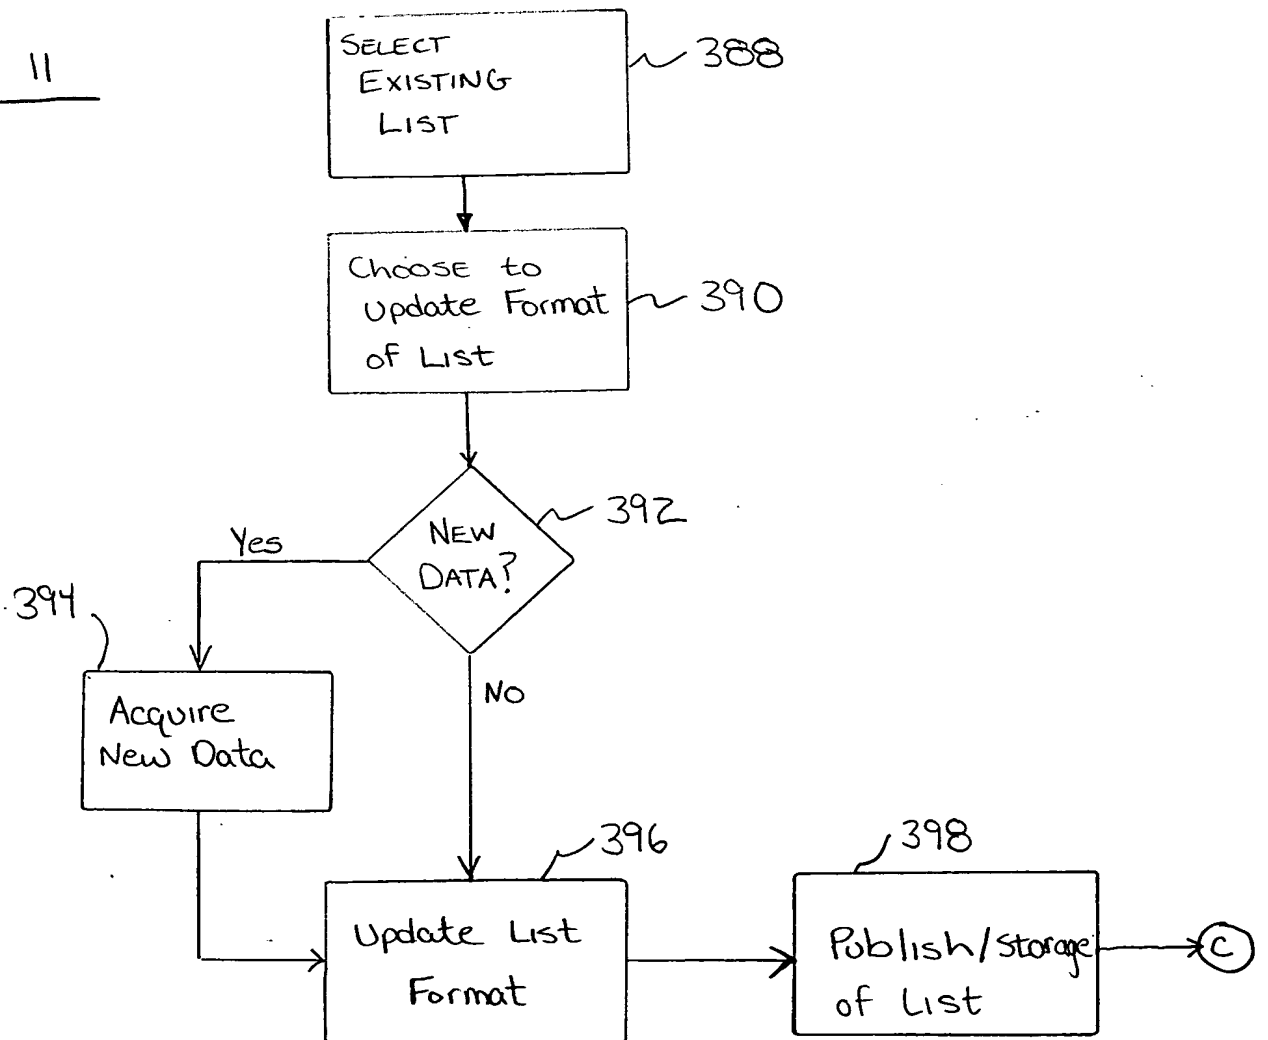 11
SELECT
EXISTING
LIST
388
Choose to
Update Format
of List
390
NEW
DATA?
392
Yes
394
Acquire
New Data
NO
396
Update List
Format
398
Publish/Storage
of List
C